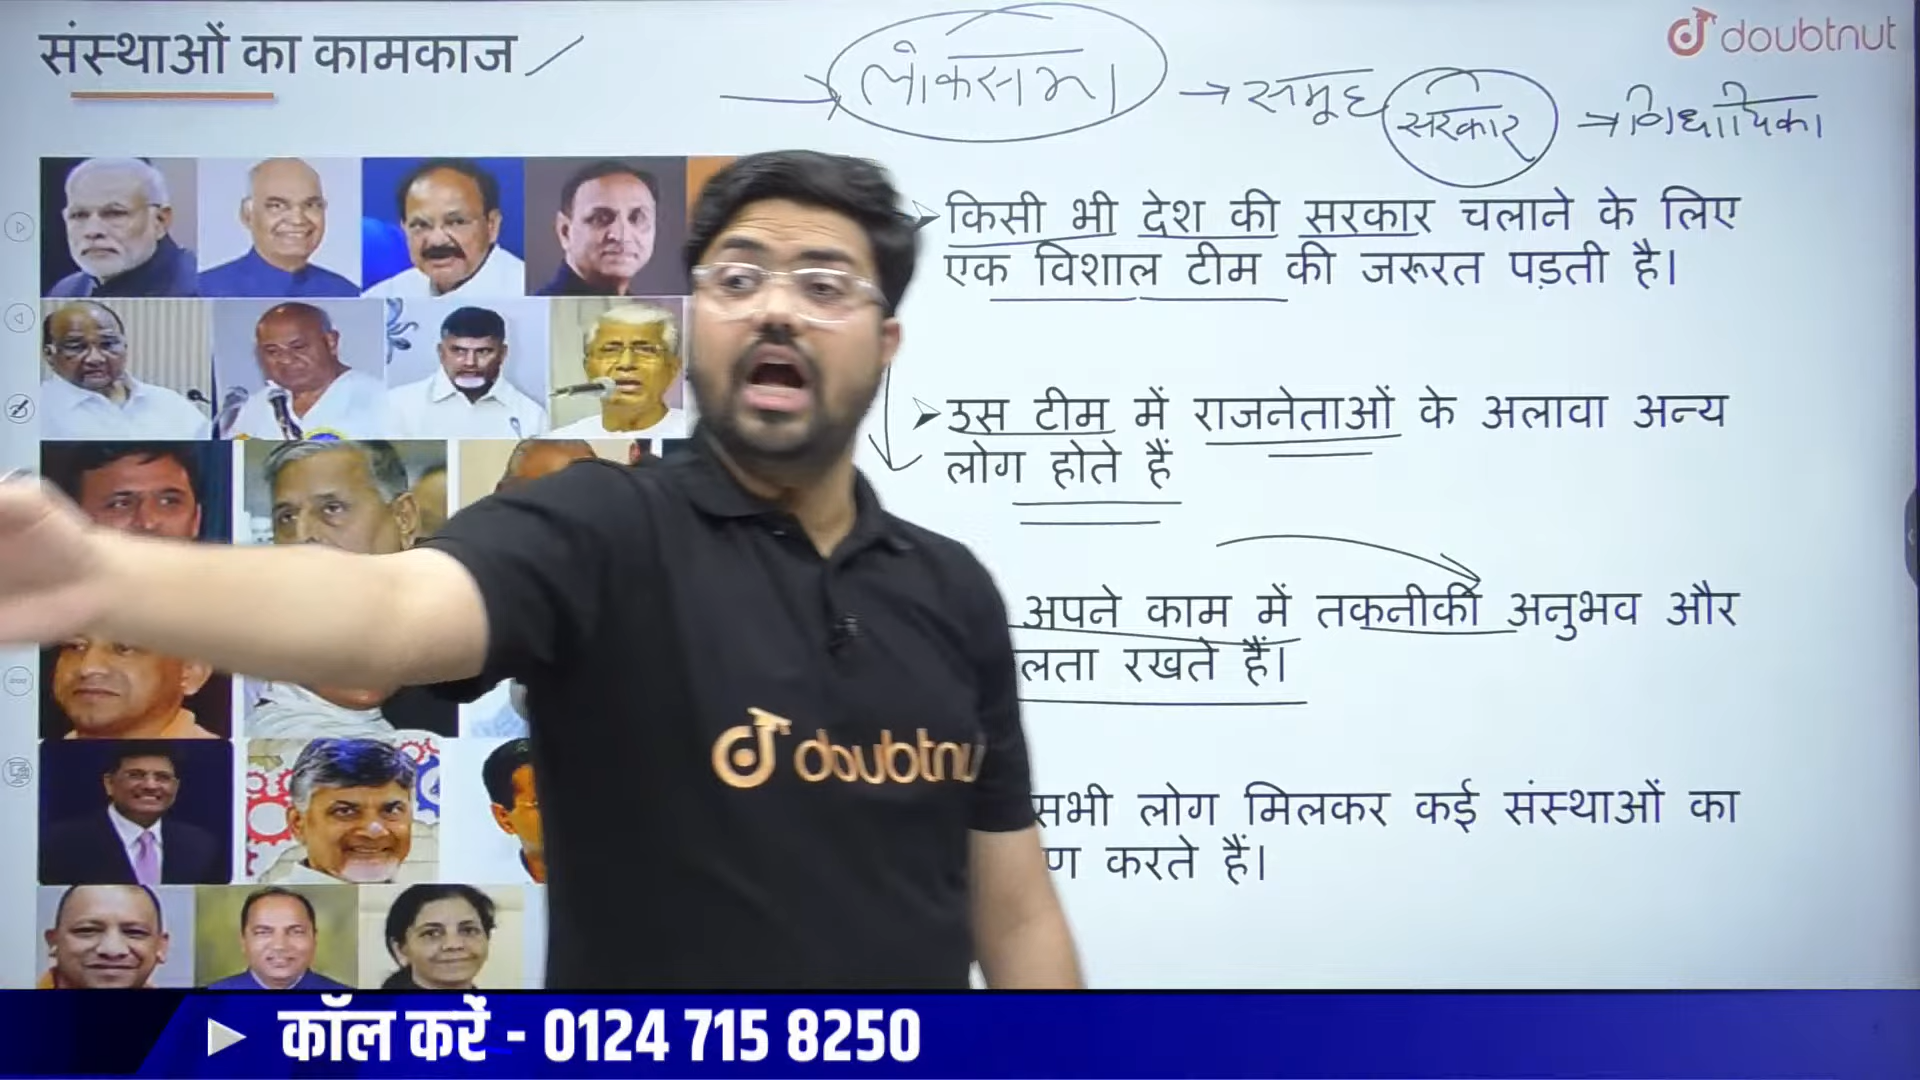 संस्थाओं का कामकाज
doubtnut
लोकसभा → समूह सरकार → विधायिका
➤ किसी भी देश की सरकार चलाने के लिए
एक विशाल टीम की जरूरत पड़ती है।
➤ उस टीम में राजनेताओं के अलावा अन्य
लोग होते हैं
अपने काम में तकनीकी अनुभव और
लता रखते हैं।
सभी लोग मिलकर कई संस्थाओं का
ण करते हैं।
doubtnu
कॉल करें - 0124 715 8250